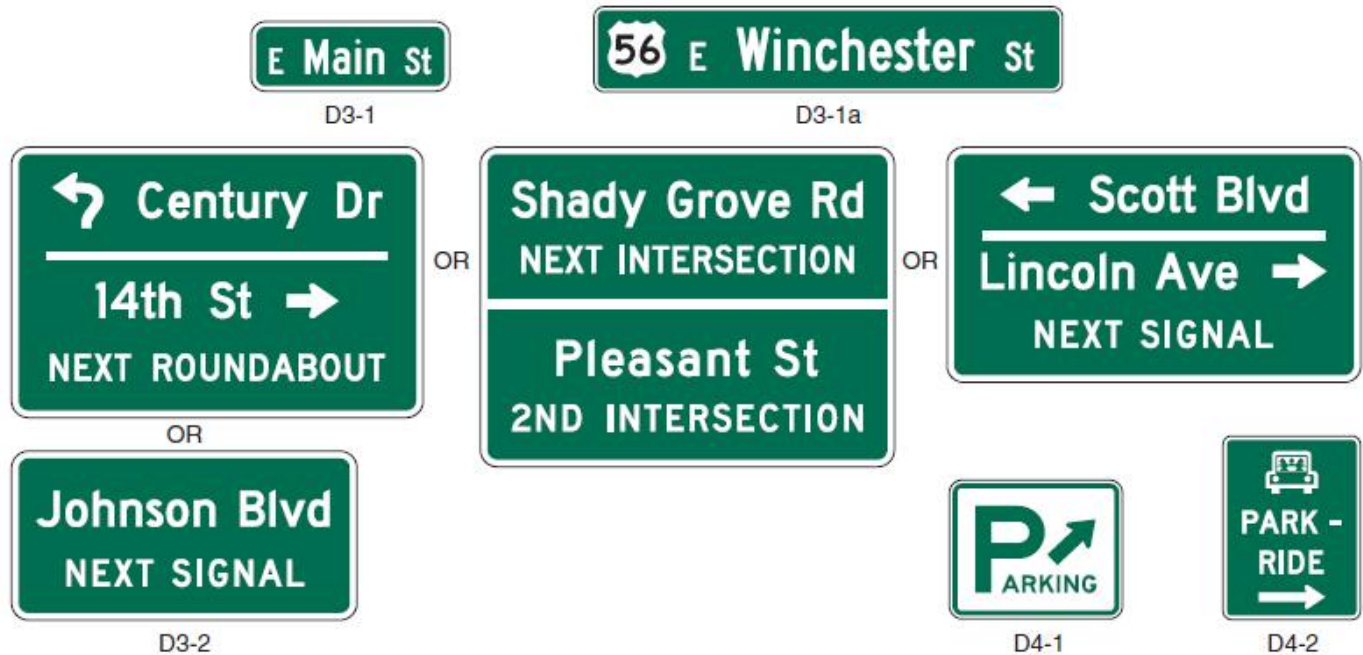 E Main St
D3-1
56 E Winchester St
D3-1a
Century Dr
14th St
NEXT ROUNDABOUT
OR
Shady Grove Rd
NEXT INTERSECTION
Pleasant St
2ND INTERSECTION
OR
Scott Blvd
Lincoln Ave
NEXT SIGNAL
OR
Johnson Blvd
NEXT SIGNAL
D3-2
PARKING
D4-1
PARK -
RIDE
D4-2